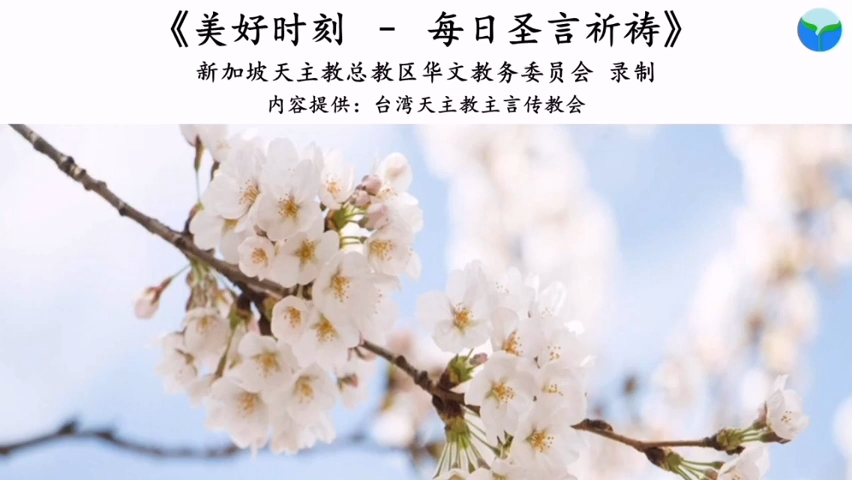 《美好时刻 - 每日圣言祈祷》
新加坡天主教总教区华文教务委员会 录制
内容提供：台湾天主教主言传教会